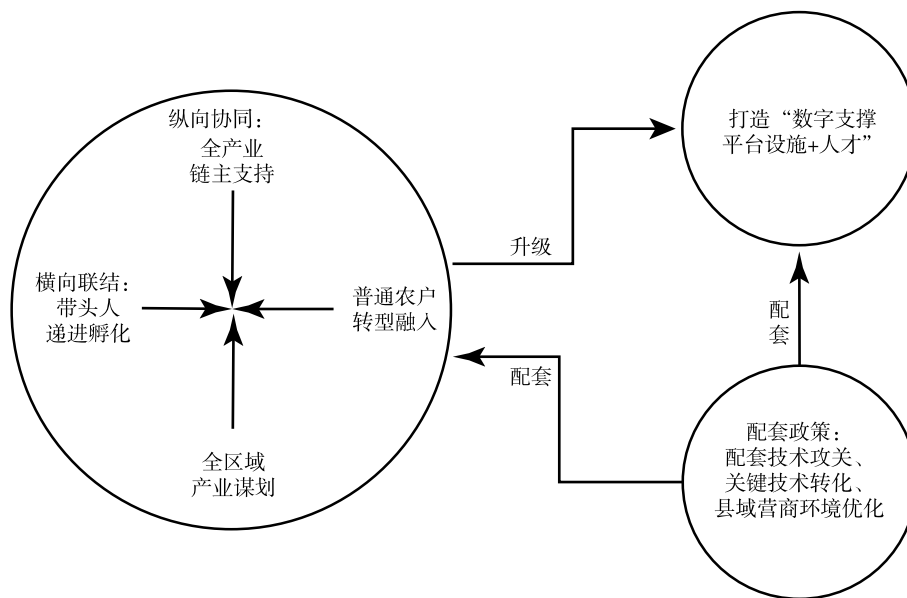 纵向协同：
全产业
链主支持
横向联结：
带头人
递进孵化
普通农户
转型融入
全区域
产业谋划
升级
配套
打造“数字支撑
平台设施+人才”
配
套
配套政策：
配套技术攻关、
关键技术转化、
县域营商环境优化